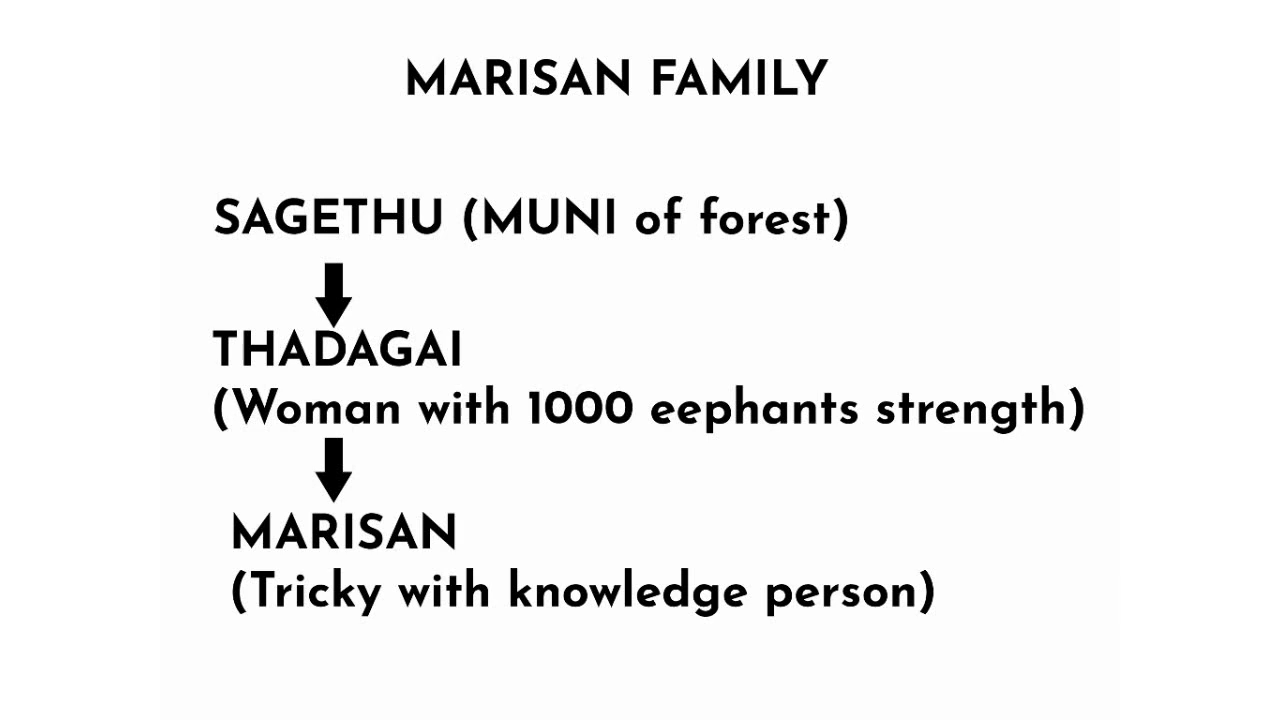 MARISAN FAMILY
SAGETHU (MUNI of forest)
THADAGAI
(Woman with 1000 eephants strength)
MARISAN
(Tricky with knowledge person)